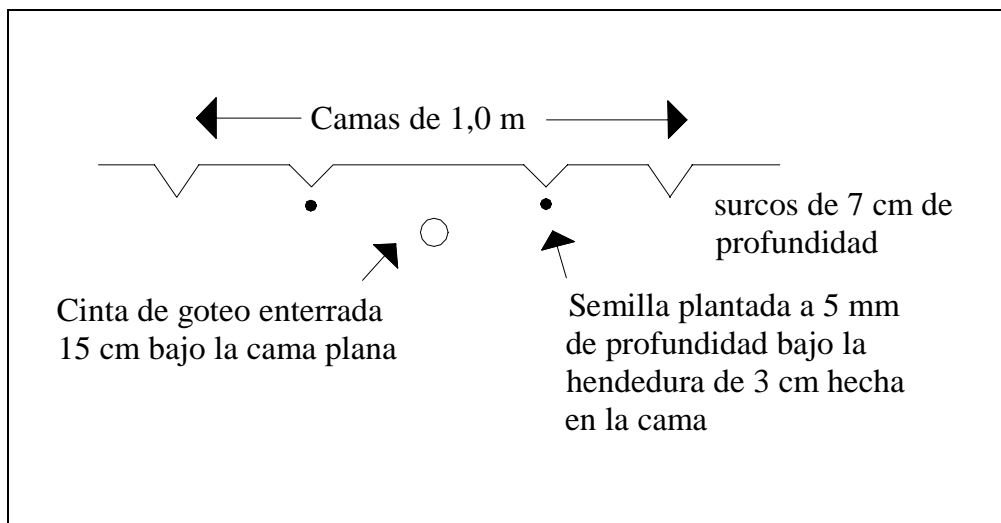 Camas de 1,0 m
surcos de 7 cm de
profundidad
Cinta de goteo enterrada
15 cm bajo la cama plana
Semilla plantada a 5 mm
de profundidad bajo la
hendedura de 3 cm hecha
en la cama